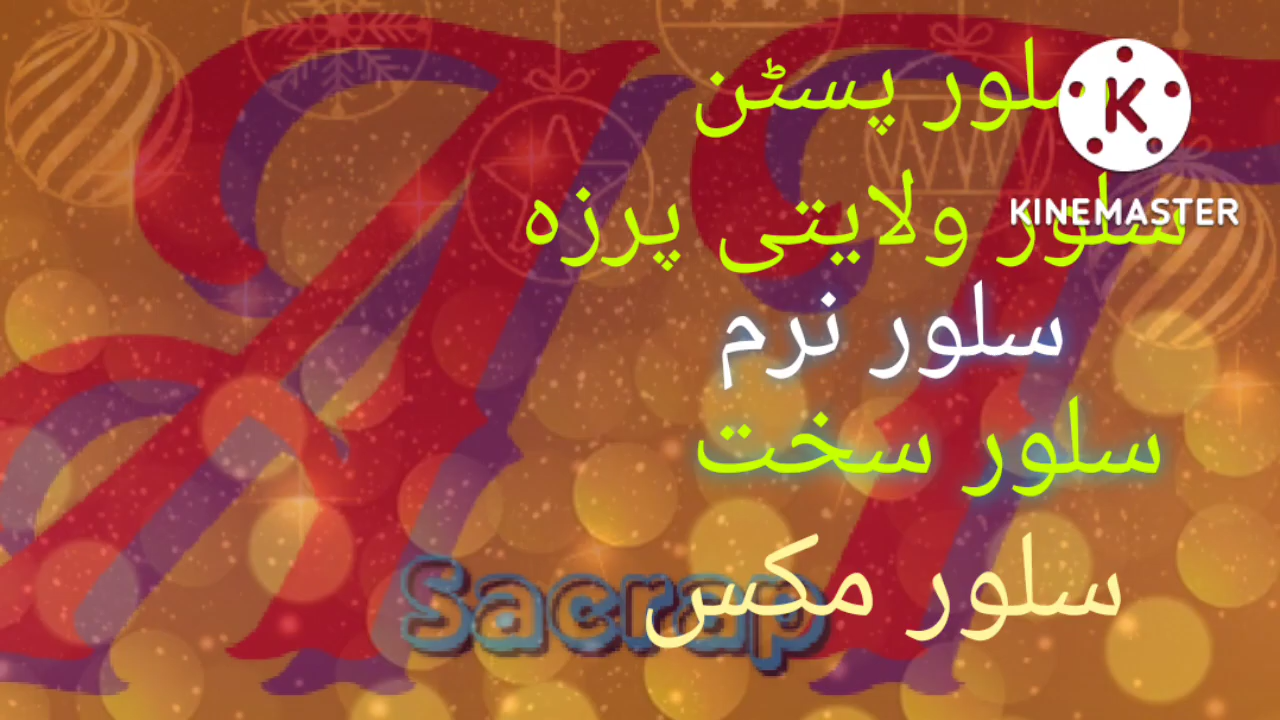 سلور پسٹن
سلور ولایتی پرزہ
سلور نرم
سلور سخت
سلور مکس
Sacrap
K
KINEMASTER